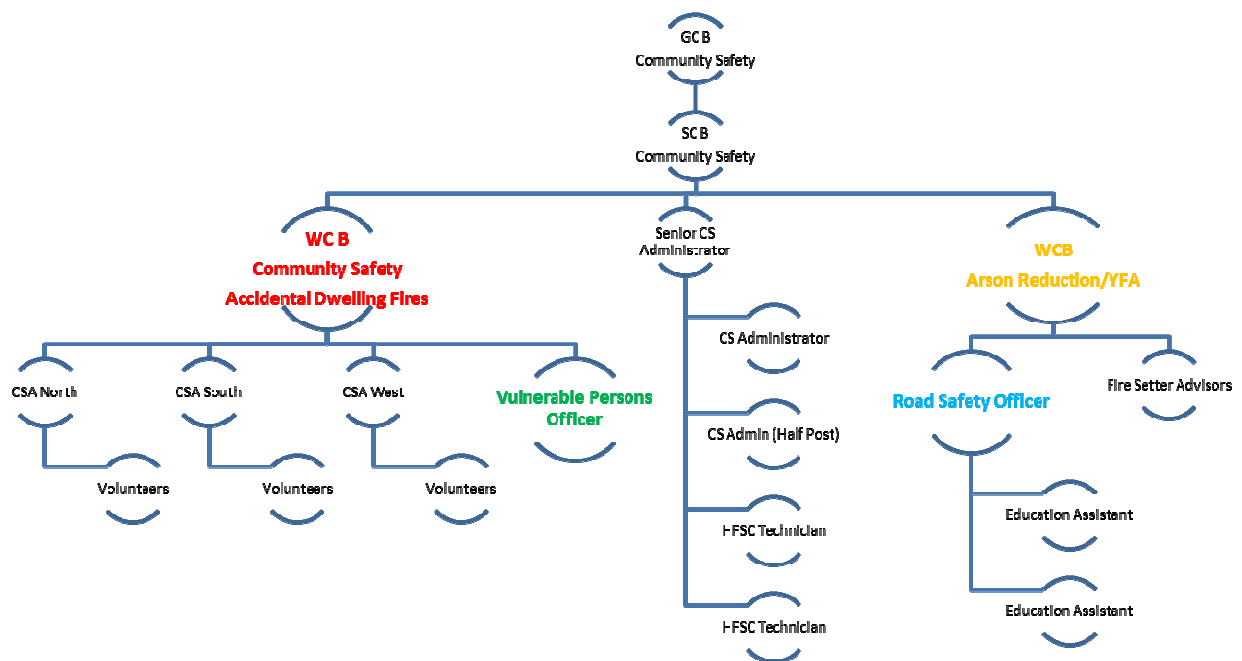 GCB
Community Safety
SCB
Community Safety
WC B
Community Safety
Accidental Dwelling Fires
Senior CS
Administrator
WCB
Arson Reduction/YFA
CSA North
CSA South
CSA West
Vulnerable Persons
Officer
CS Administrator
Road Safety Officer
Fire Setter Advisors
CS Admin (Half Post)
Volunteers
Volunteers
Volunteers
HFSC Technician
Education Assistant
HFSC Technician
Education Assistant